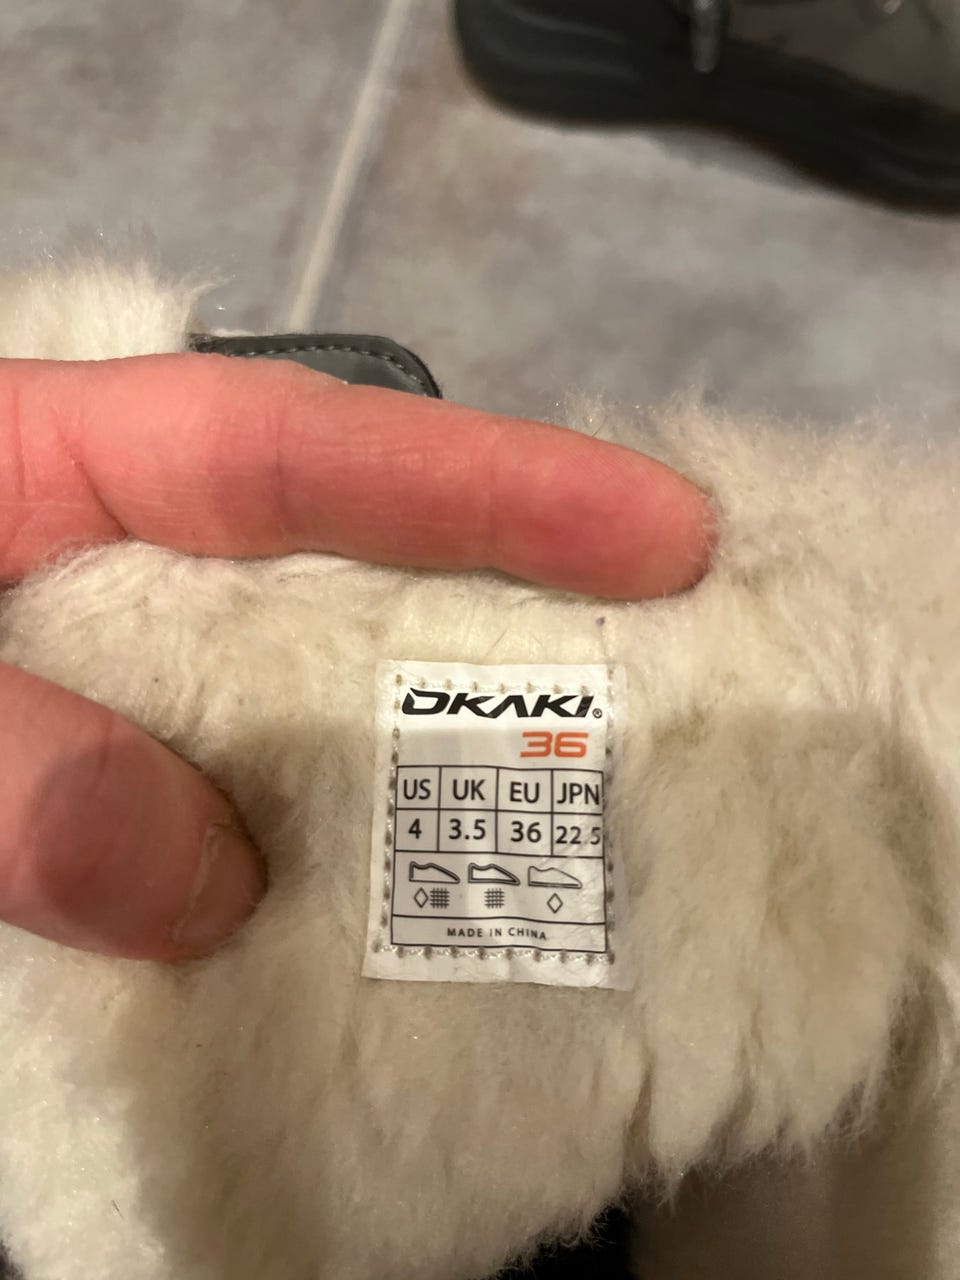 OKAKI®
36
US UK EU JPN
4 3.5 36 22.5
MADE IN CHINA